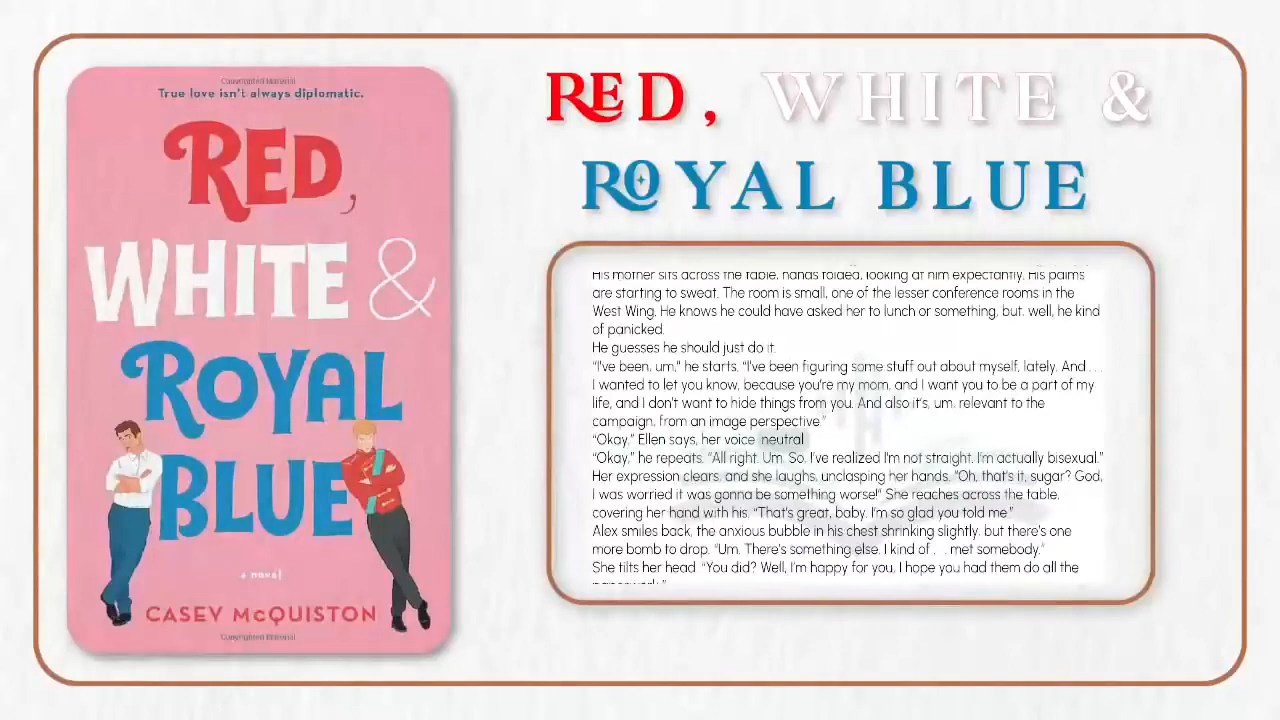 Copyrighted Material
True love isn't always diplomatic.
RED,
WHITE &
ROYAL
BLUE
a novel
CASEY McQUISTON
Copyrighted Material
RED, WHITE &
ROYAL BLUE
His mother sits across the table, hands folded, looking at him expectantly. His palms
are starting to sweat. The room is small, one of the lesser conference rooms in the
West Wing. He knows he could have asked her to lunch or something, but, well, he kind
of panicked.
He guesses he should just do it.
“I've been, um,” he starts. “I've been figuring some stuff out about myself, lately. And . . .
I wanted to let you know, because you're my mom, and I want you to be a part of my
life, and I don't want to hide things from you. And also it's, um, relevant to the
campaign, from an image perspective.”
“Okay,” Ellen says, her voice neutral
“Okay,” he repeats. “All right. Um. So, I've realized I'm not straight. I'm actually bisexual.”
Her expression clears, and she laughs, unclasping her hands. “Oh, that's it, sugar? God,
I was worried it was gonna be something worse!” She reaches across the table,
covering her hand with his. “That's great, baby. I'm so glad you told me.”
Alex smiles back, the anxious bubble in his chest shrinking slightly, but there's one
more bomb to drop. “Um. There's something else. I kind of . . . met somebody.”
She tilts her head. “You did? Well, I'm happy for you, I hope you had them do all the
paperwork.”